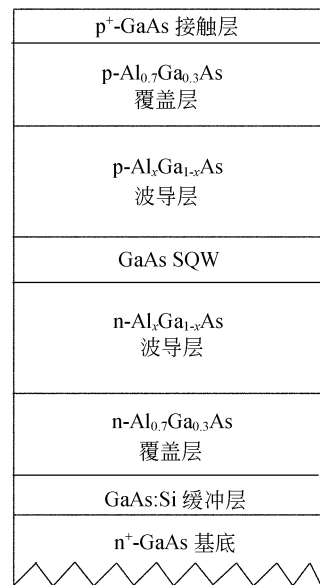 p⁺-GaAs 接触层
p-Al₀.₇Ga₀.₃As
覆盖层
p-AlₓGa₁₋ₓAs
波导层
GaAs SQW
n-AlₓGa₁₋ₓAs
波导层
n-Al₀.₇Ga₀.₃As
覆盖层
GaAs:Si 缓冲层
n⁺-GaAs 基底